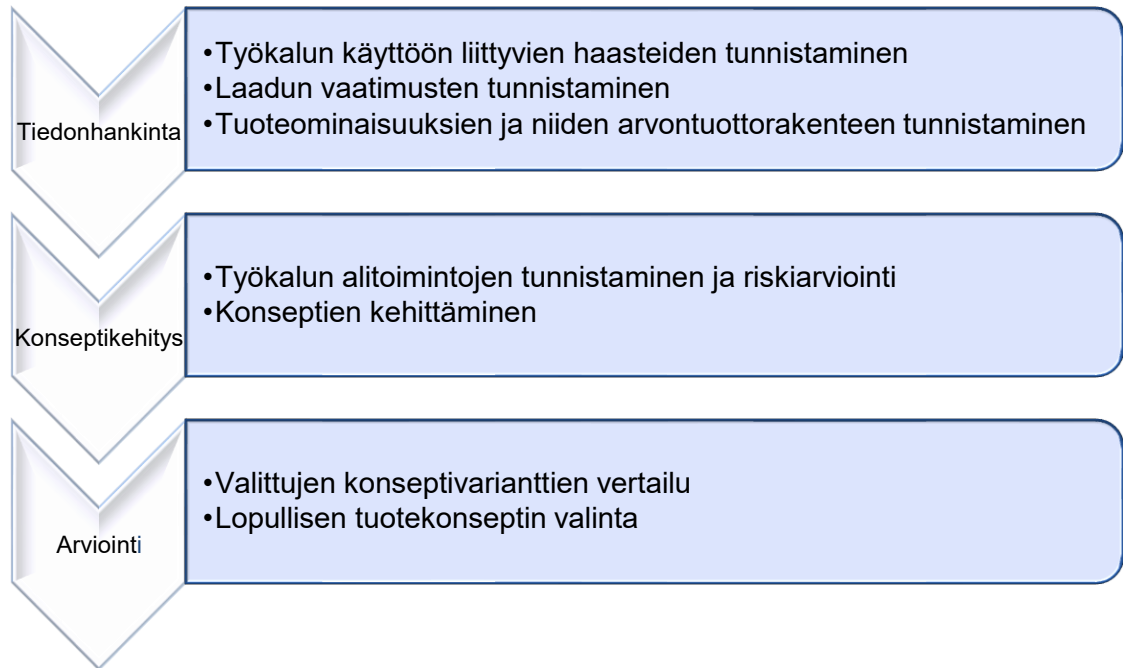 Tiedonhankinta
•Työkalun käyttöön liittyvien haasteiden tunnistaminen
•Laadun vaatimusten tunnistaminen
•Tuoteominaisuuksien ja niiden arvontuottorakenteen tunnistaminen
Konseptikehitys
•Työkalun alitoimintojen tunnistaminen ja riskiarviointi
•Konseptien kehittäminen
Arviointi
•Valittujen konseptivarianttien vertailu
•Lopullisen tuotekonseptin valinta